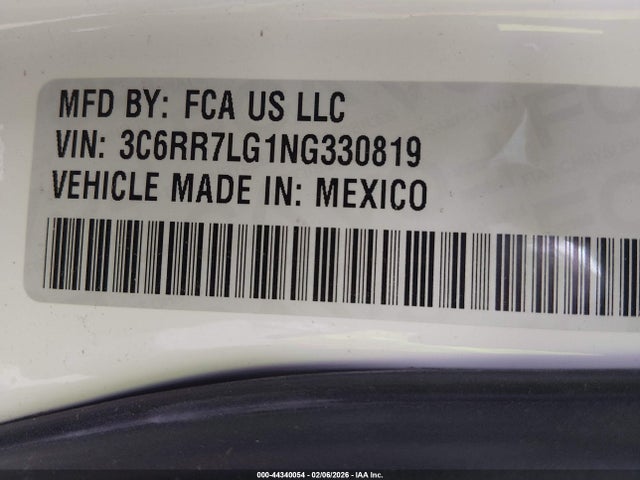 MFD BY: FCA US LLC
VIN: 3C6RR7LG1NG330819
VEHICLE MADE IN: MEXICO
000-44340054 - 02/06/2026 - IAA Inc.